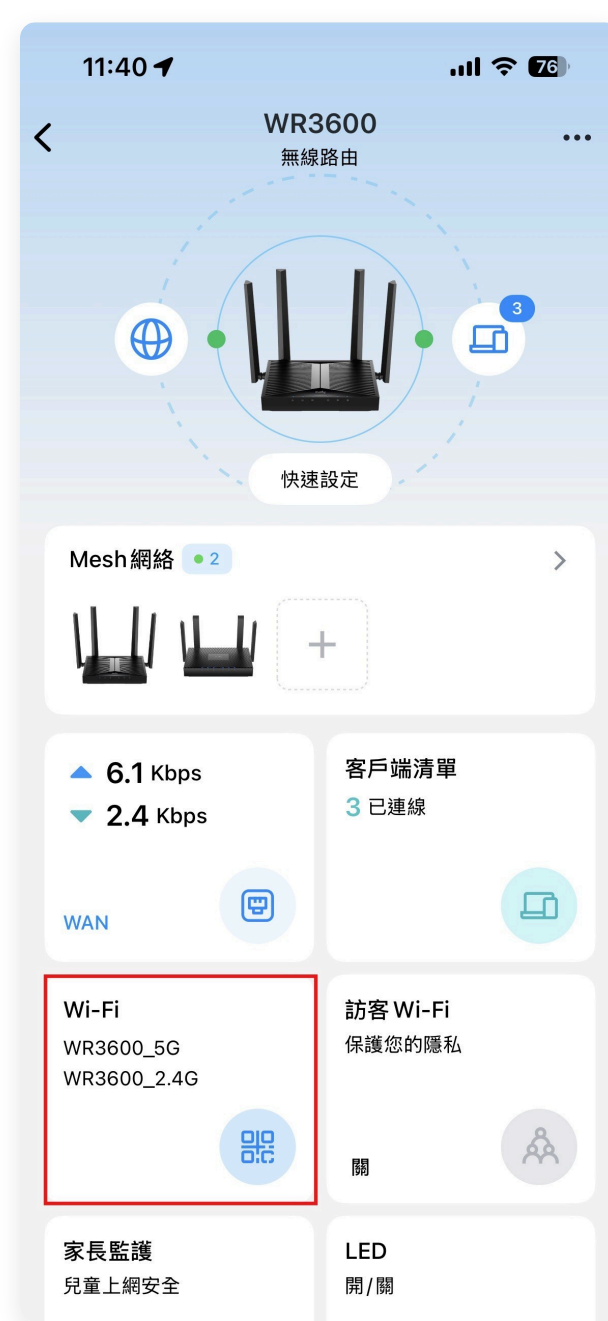 11:40
76
WR3600
無線路由
3
快速設定
Mesh網絡 2
6.1 Kbps
2.4 Kbps
WAN
客戶端清單
3 已連線
Wi-Fi
WR3600_5G
WR3600_2.4G
訪客 Wi-Fi
保護您的隱私
關
家長監護
兒童上網安全
LED
開/關